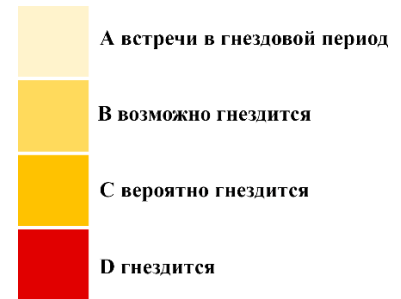 А встречи в гнездовой период
В возможно гнездится
С вероятно гнездится
D гнездится